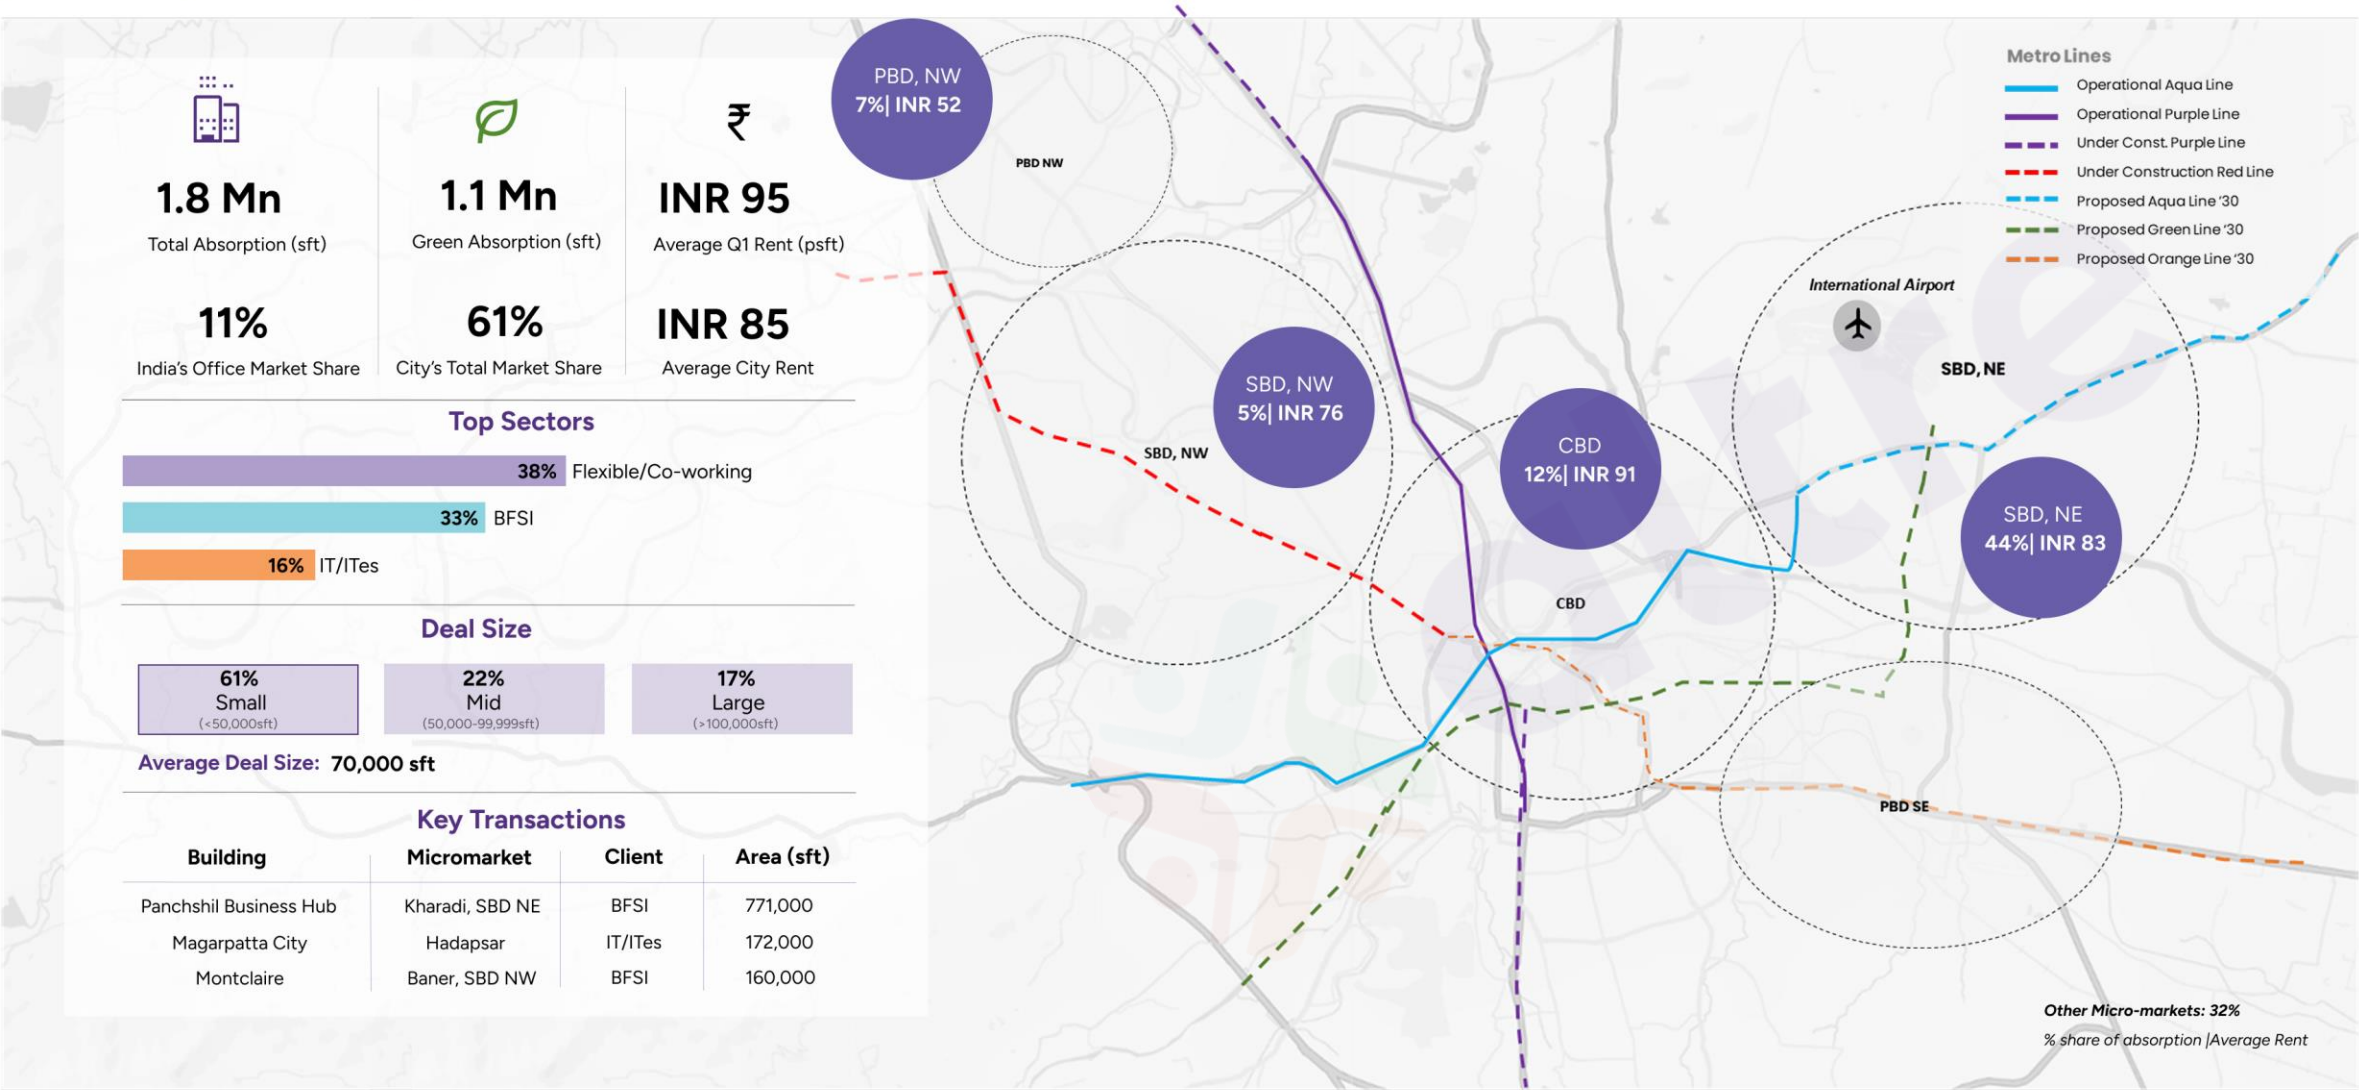 1.8 Mn
Total Absorption (sft)
1.1 Mn
Green Absorption (sft)
₹
INR 95
Average Q1 Rent (psft)
11%
India's Office Market Share
61%
City's Total Market Share
INR 85
Average City Rent
Top Sectors
38% Flexible/Co-working
33% BFSI
16% IT/ITes
Deal Size
61%
Small
(<50,000sft)
22%
Mid
(50,000-99,999sft)
17%
Large
(>100,000sft)
Average Deal Size: 70,000 sft
Key Transactions
Building Micromarket Client Area (sft)
Panchshil Business Hub Kharadi, SBD NE BFSI 771,000
Magarpatta City Hadapsar IT/ITes 172,000
Montclaire Baner, SBD NW BFSI 160,000
PBD, NW
7%| INR 52
PBD NW
SBD, NW
5%| INR 76
SBD, NW
CBD
12%| INR 91
CBD
International Airport
SBD, NE
SBD, NE
44%| INR 83
PBD SE
Metro Lines
Operational Aqua Line
Operational Purple Line
Under Const. Purple Line
Under Construction Red Line
Proposed Aqua Line '30
Proposed Green Line '30
Proposed Orange Line '30
atre
Other Micro-markets: 32%
% share of absorption |Average Rent